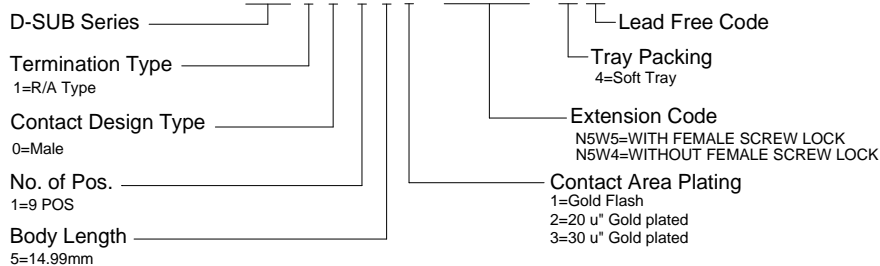 D-SUB Series
Termination Type
1=R/A Type
Contact Design Type
0=Male
No. of Pos.
1=9 POS
Body Length
5=14.99mm
Lead Free Code
Tray Packing
4=Soft Tray
Extension Code
N5W5=WITH FEMALE SCREW LOCK
N5W4=WITHOUT FEMALE SCREW LOCK
Contact Area Plating
1=Gold Flash
2=20 u" Gold plated
3=30 u" Gold plated